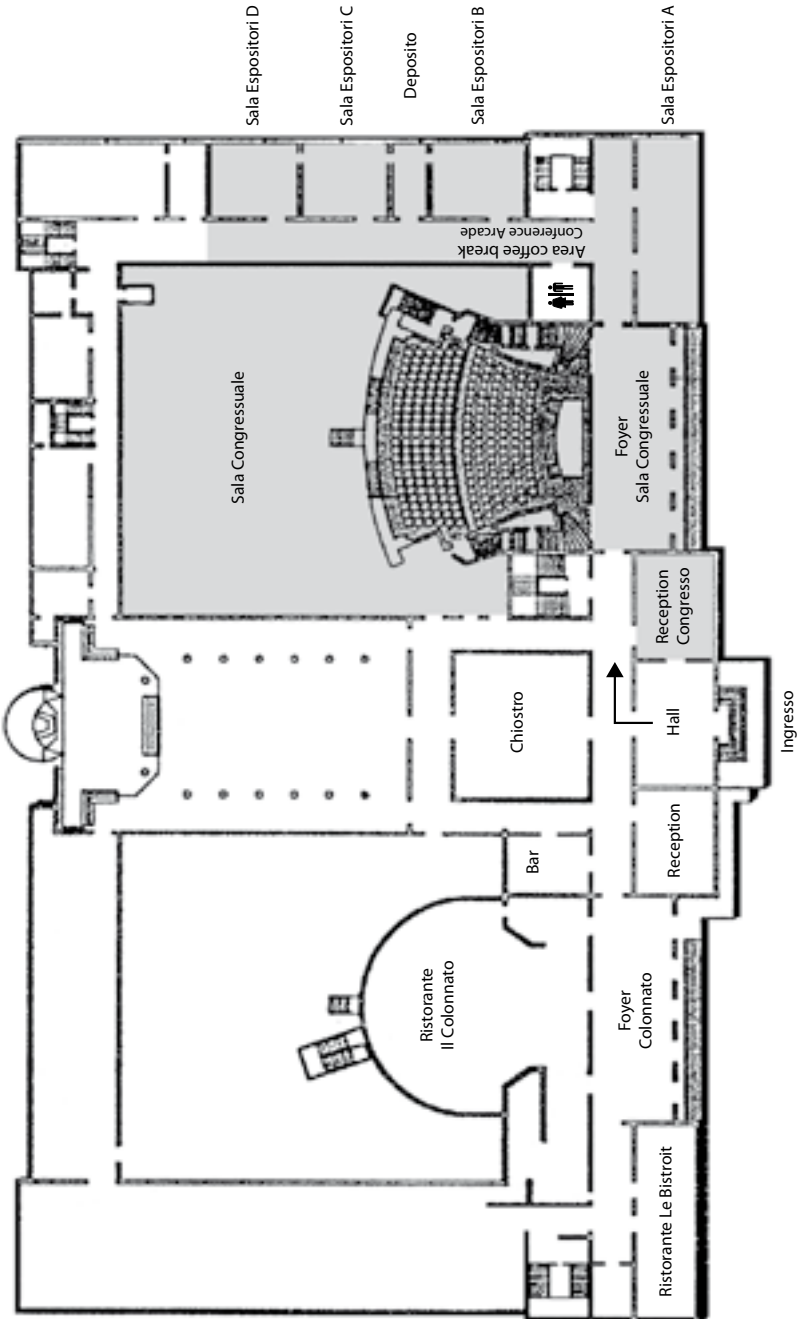 Sala Espositori D
Sala Espositori C
Deposito
Sala Espositori B
Sala Espositori A
Area coffee break
Conference Arcade
Sala Congressuale
Foyer
Sala Congressuale
Reception
Congresso
Chiostro
Hall
Ingresso
Bar
Reception
Ristorante
Il Colonnato
Foyer
Colonnato
Ristorante Le Bistroit